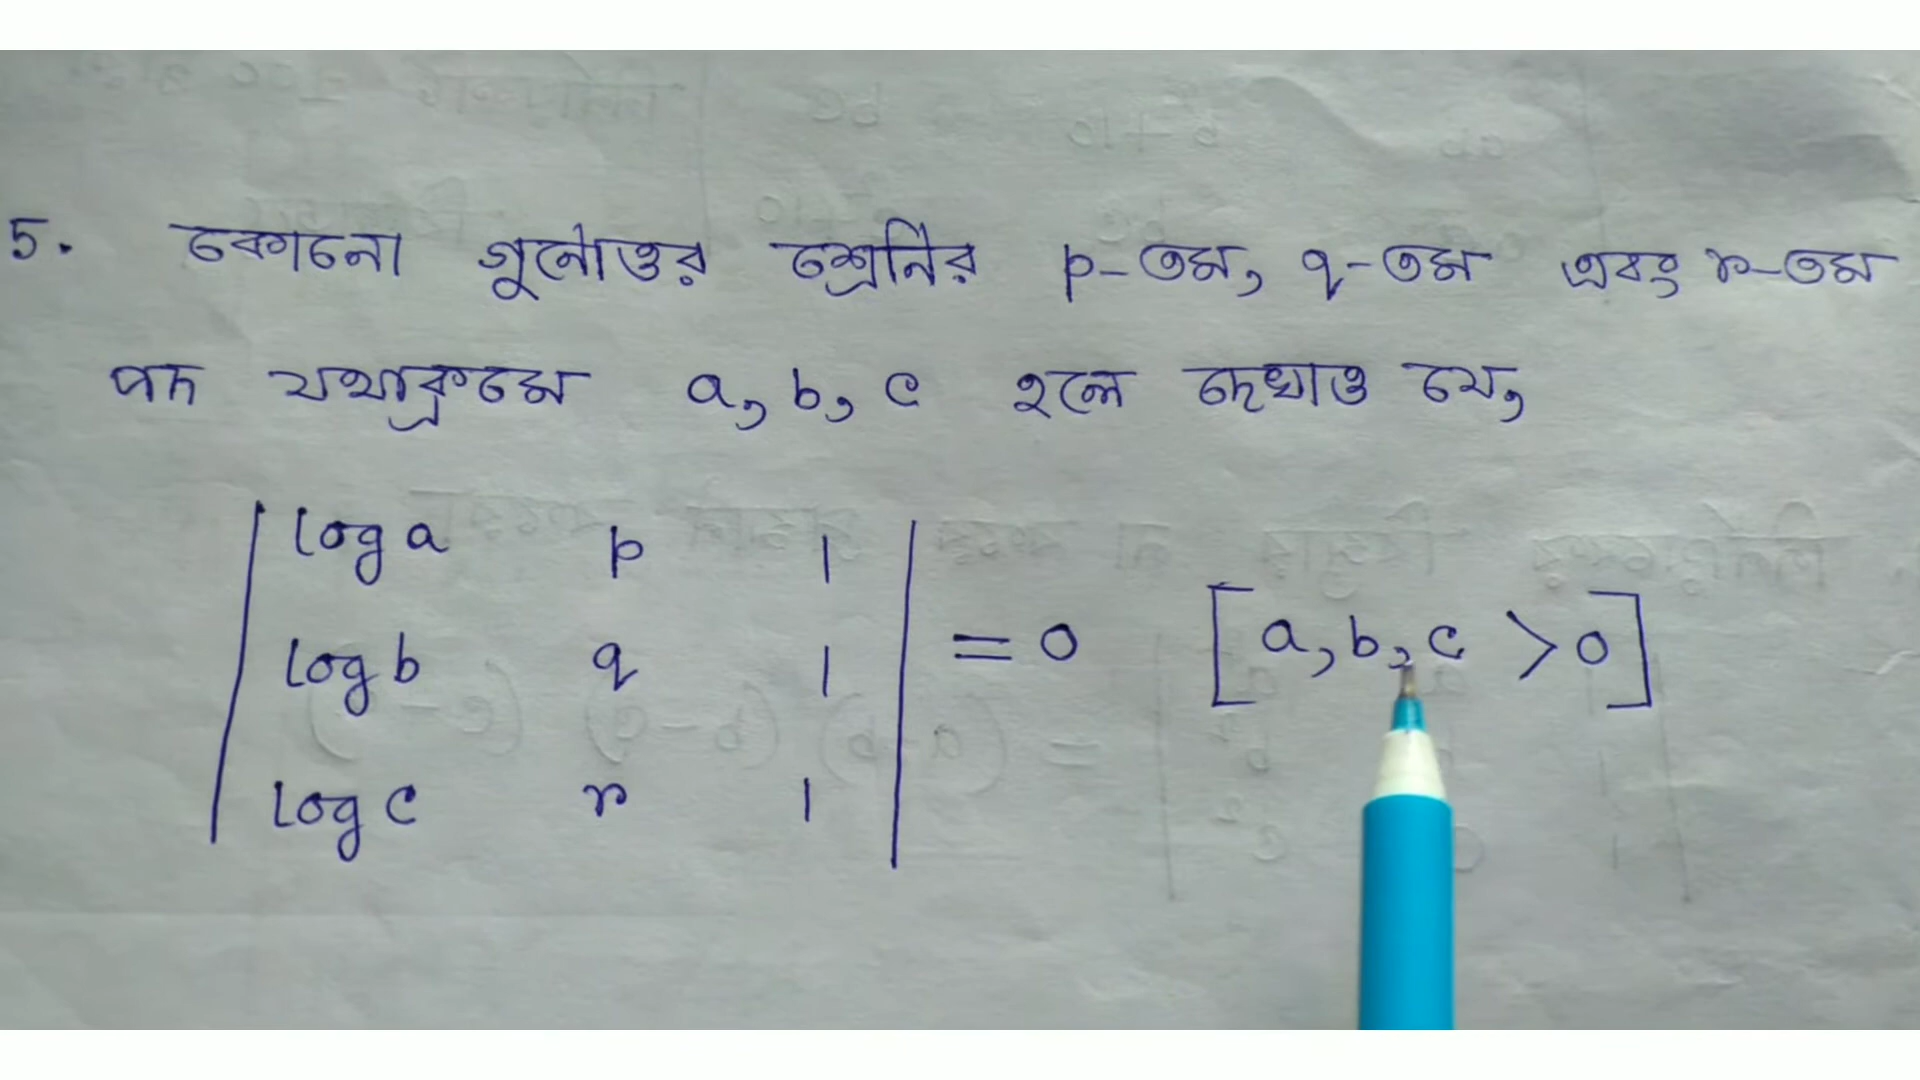 5. কোনো গুনোত্তর শ্রেনির p-তম, q-তম এবং r-তম
পদ যথাক্রমে a, b, c হলে দেখাও যে,
| log a p 1 |
| log b q 1 | = 0 [a, b, c > 0]
| log c r 1 |